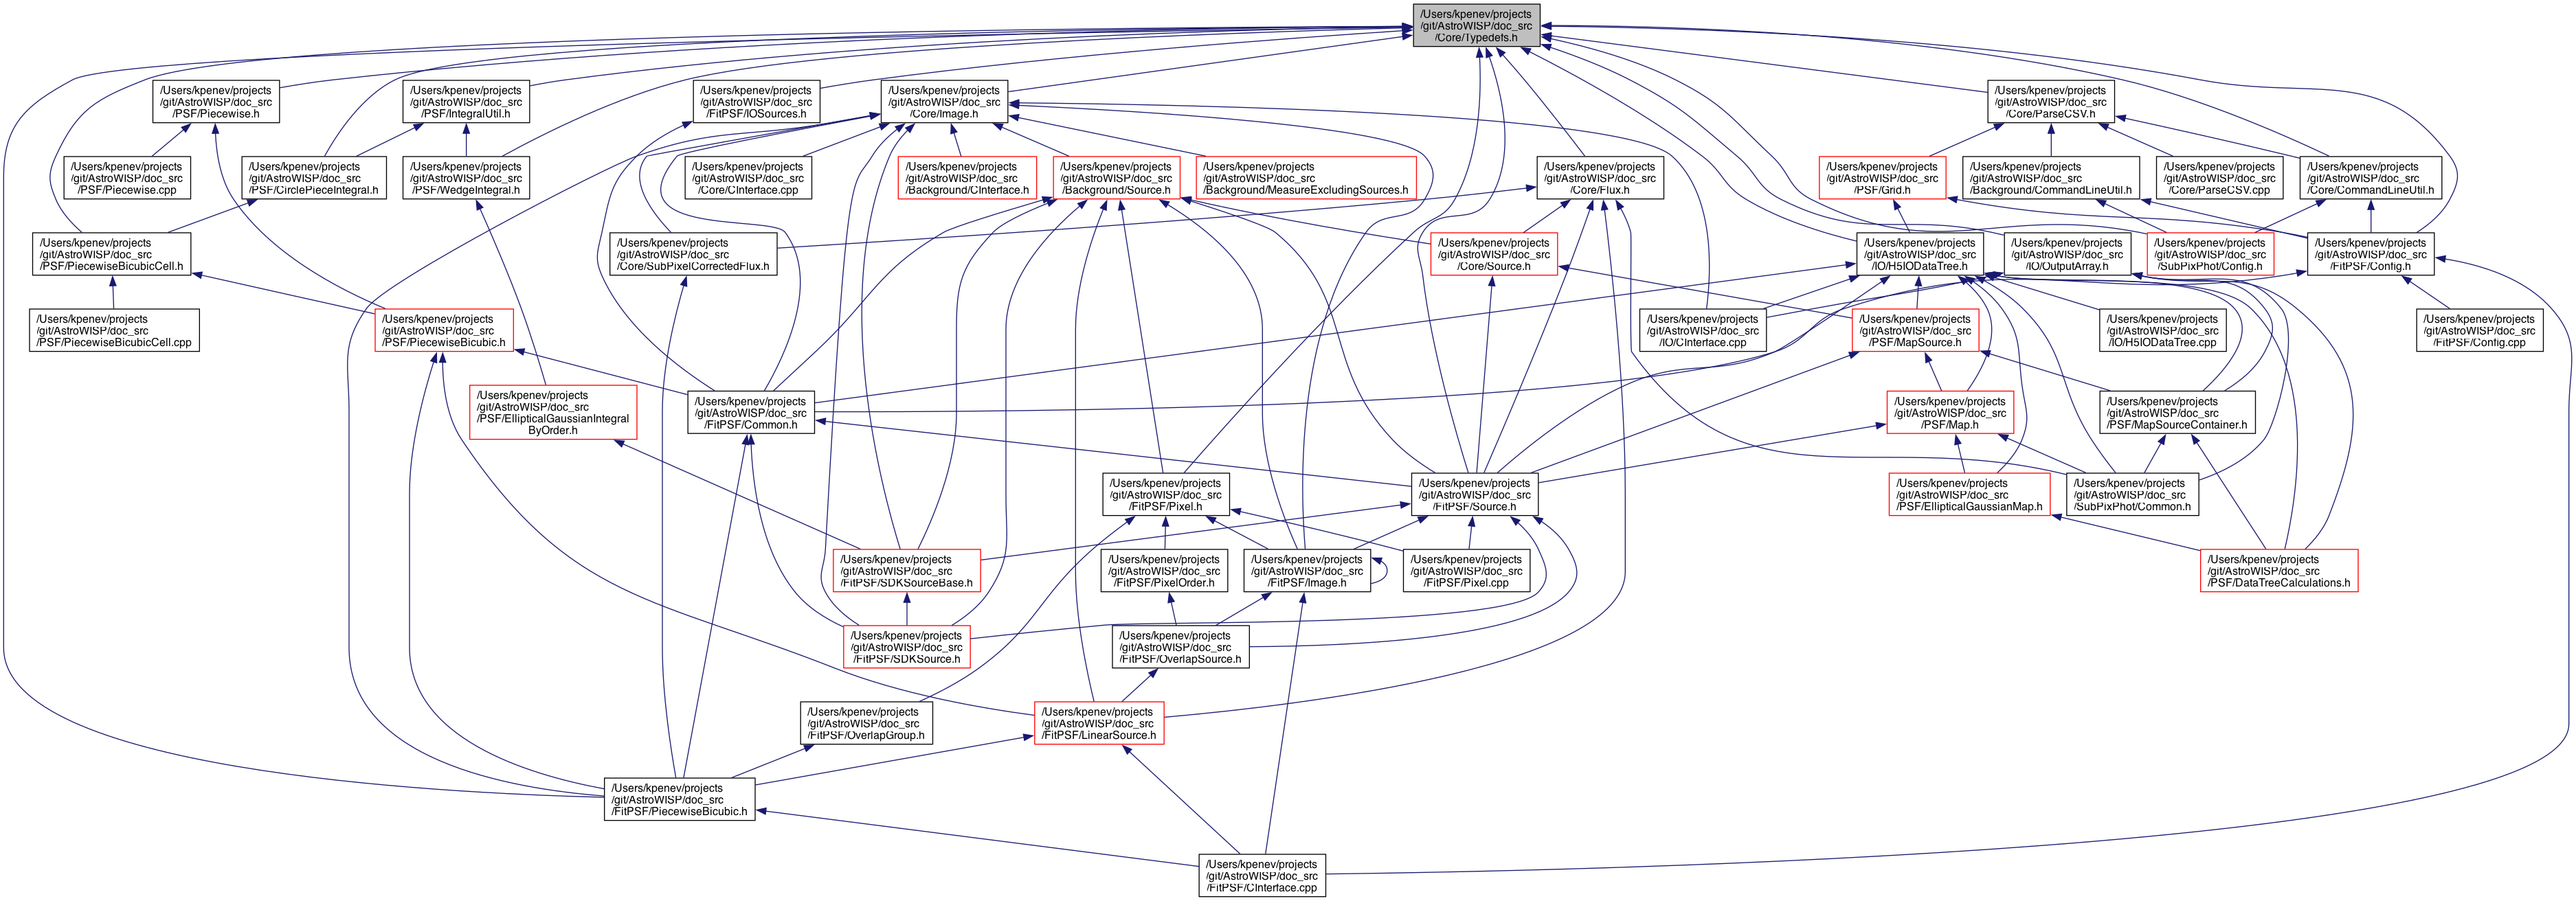 /Users/kpenev/projects
/git/AstroWISP/doc_src
/Core/Typedefs.h
/Users/kpenev/projects
/git/AstroWISP/doc_src
/PSF/Piecewise.h
/Users/kpenev/projects
/git/AstroWISP/doc_src
/PSF/IntegralUtil.h
/Users/kpenev/projects
/git/AstroWISP/doc_src
/FitPSF/IOSources.h
/Users/kpenev/projects
/git/AstroWISP/doc_src
/Core/Image.h
/Users/kpenev/projects
/git/AstroWISP/doc_src
/Core/ParseCSV.h
/Users/kpenev/projects
/git/AstroWISP/doc_src
/PSF/Piecewise.cpp
/Users/kpenev/projects
/git/AstroWISP/doc_src
/PSF/CirclePieceIntegral.h
/Users/kpenev/projects
/git/AstroWISP/doc_src
/PSF/WedgeIntegral.h
/Users/kpenev/projects
/git/AstroWISP/doc_src
/Core/CInterface.cpp
/Users/kpenev/projects
/git/AstroWISP/doc_src
/Background/CInterface.h
/Users/kpenev/projects
/git/AstroWISP/doc_src
/Background/Source.h
/Users/kpenev/projects
/git/AstroWISP/doc_src
/Background/MeasureExcludingSources.h
/Users/kpenev/projects
/git/AstroWISP/doc_src
/Core/Flux.h
/Users/kpenev/projects
/git/AstroWISP/doc_src
/PSF/Grid.h
/Users/kpenev/projects
/git/AstroWISP/doc_src
/Background/CommandLineUtil.h
/Users/kpenev/projects
/git/AstroWISP/doc_src
/Core/ParseCSV.cpp
/Users/kpenev/projects
/git/AstroWISP/doc_src
/Core/CommandLineUtil.h
/Users/kpenev/projects
/git/AstroWISP/doc_src
/PSF/PiecewiseBicubicCell.h
/Users/kpenev/projects
/git/AstroWISP/doc_src
/Core/SubPixelCorrectedFlux.h
/Users/kpenev/projects
/git/AstroWISP/doc_src
/Core/Source.h
/Users/kpenev/projects
/git/AstroWISP/doc_src
/IO/H5IODataTree.h
/Users/kpenev/projects
/git/AstroWISP/doc_src
/IO/OutputArray.h
/Users/kpenev/projects
/git/AstroWISP/doc_src
/SubPixPhot/Config.h
/Users/kpenev/projects
/git/AstroWISP/doc_src
/FitPSF/Config.h
/Users/kpenev/projects
/git/AstroWISP/doc_src
/PSF/PiecewiseBicubicCell.cpp
/Users/kpenev/projects
/git/AstroWISP/doc_src
/PSF/PiecewiseBicubic.h
/Users/kpenev/projects
/git/AstroWISP/doc_src
/IO/CInterface.cpp
/Users/kpenev/projects
/git/AstroWISP/doc_src
/PSF/MapSource.h
/Users/kpenev/projects
/git/AstroWISP/doc_src
/IO/H5IODataTree.cpp
/Users/kpenev/projects
/git/AstroWISP/doc_src
/FitPSF/Config.cpp
/Users/kpenev/projects
/git/AstroWISP/doc_src
/PSF/EllipticalGaussianIntegral
ByOrder.h
/Users/kpenev/projects
/git/AstroWISP/doc_src
/FitPSF/Common.h
/Users/kpenev/projects
/git/AstroWISP/doc_src
/PSF/Map.h
/Users/kpenev/projects
/git/AstroWISP/doc_src
/PSF/MapSourceContainer.h
/Users/kpenev/projects
/git/AstroWISP/doc_src
/FitPSF/Pixel.h
/Users/kpenev/projects
/git/AstroWISP/doc_src
/FitPSF/Source.h
/Users/kpenev/projects
/git/AstroWISP/doc_src
/PSF/EllipticalGaussianMap.h
/Users/kpenev/projects
/git/AstroWISP/doc_src
/SubPixPhot/Common.h
/Users/kpenev/projects
/git/AstroWISP/doc_src
/FitPSF/SDKSourceBase.h
/Users/kpenev/projects
/git/AstroWISP/doc_src
/FitPSF/PixelOrder.h
/Users/kpenev/projects
/git/AstroWISP/doc_src
/FitPSF/Image.h
/Users/kpenev/projects
/git/AstroWISP/doc_src
/FitPSF/Pixel.cpp
/Users/kpenev/projects
/git/AstroWISP/doc_src
/PSF/DataTreeCalculations.h
/Users/kpenev/projects
/git/AstroWISP/doc_src
/FitPSF/SDKSource.h
/Users/kpenev/projects
/git/AstroWISP/doc_src
/FitPSF/OverlapSource.h
/Users/kpenev/projects
/git/AstroWISP/doc_src
/FitPSF/OverlapGroup.h
/Users/kpenev/projects
/git/AstroWISP/doc_src
/FitPSF/LinearSource.h
/Users/kpenev/projects
/git/AstroWISP/doc_src
/FitPSF/PiecewiseBicubic.h
/Users/kpenev/projects
/git/AstroWISP/doc_src
/FitPSF/CInterface.cpp